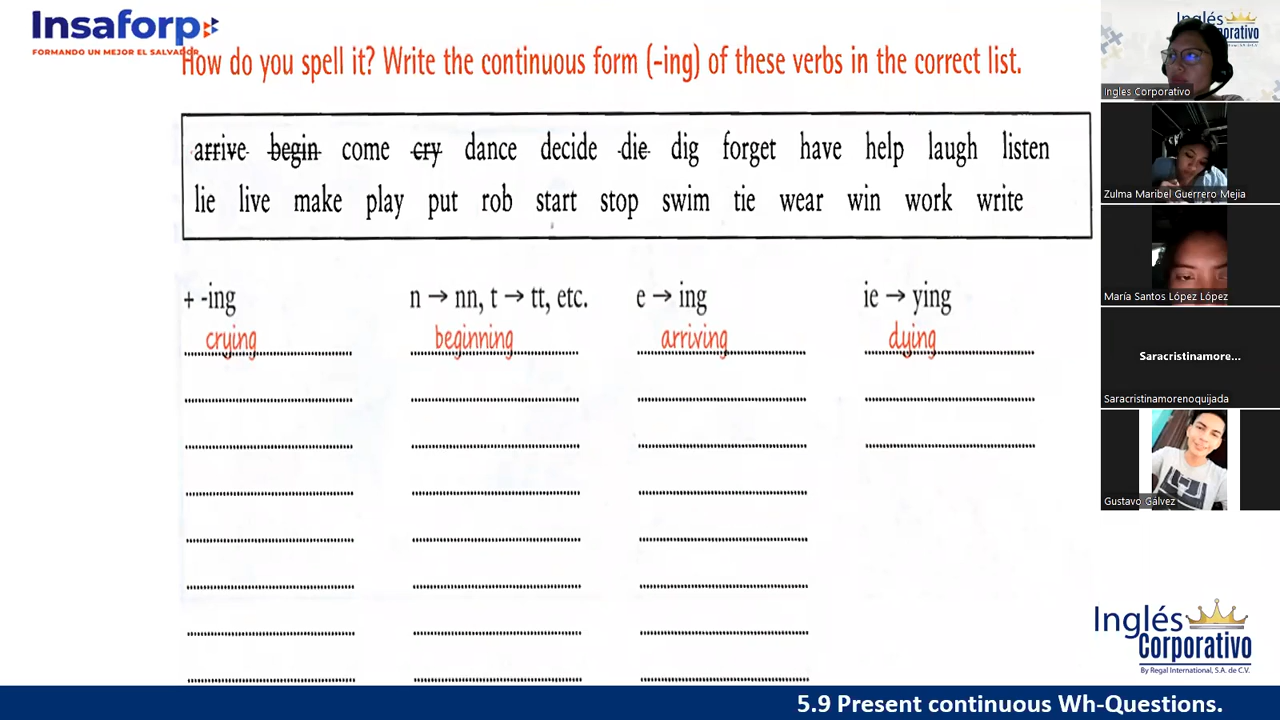 Insaforp
FORMANDO UN MEJOR EL SALVADOR
How do you spell it? Write the continuous form (-ing) of these verbs in the correct list.
arrive begin come cry dance decide die dig forget have help laugh listen
lie live make play put rob start stop swim tie wear win work write
+ -ing n → nn, t → tt, etc. e → ing ie → ying
crying beginning arriving dying
Inglés
Corporativo
Ingles Corporativo
Zulma Maribel Guerrero Mejia
María Santos López López
Saracristinamore...
Saracristinamorenoquijada
Gustavo Gálvez
Inglés
Corporativo
By Regal International, S.A. de C.V.
5.9 Present continuous Wh-Questions.